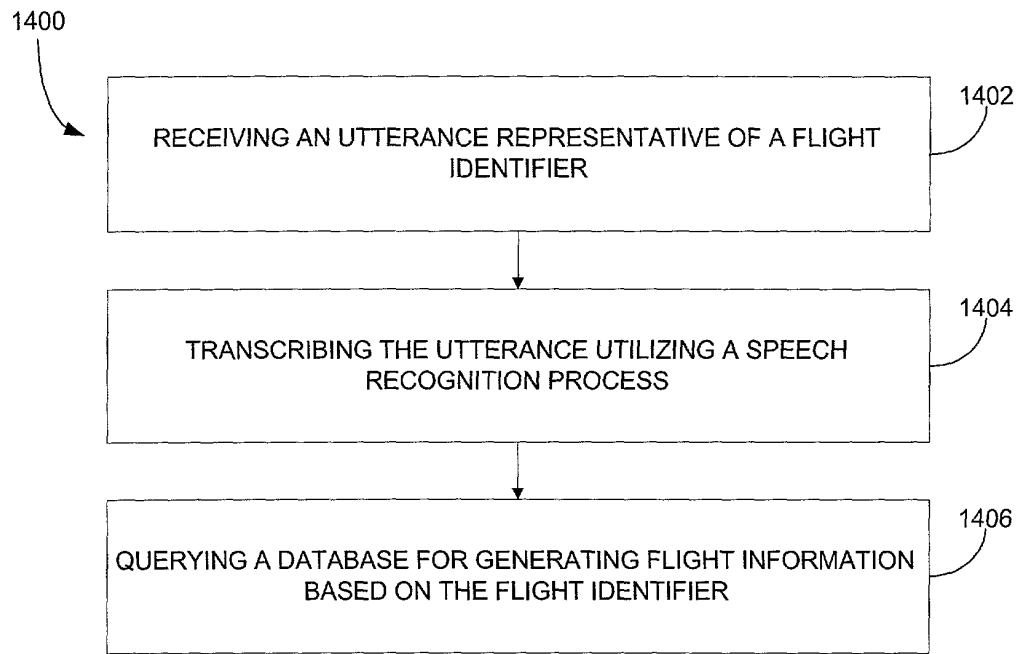 1400
1402
RECEIVING AN UTTERANCE REPRESENTATIVE OF A FLIGHT
IDENTIFIER
1404
TRANSCRIBING THE UTTERANCE UTILIZING A SPEECH
RECOGNITION PROCESS
1406
QUERYING A DATABASE FOR GENERATING FLIGHT INFORMATION
BASED ON THE FLIGHT IDENTIFIER